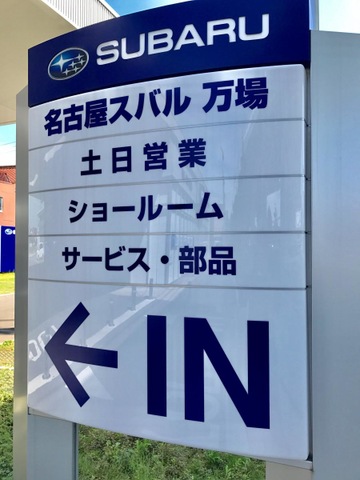 SUBARU
名古屋スバル 万場
土日営業
ショールーム
サービス・部品
← IN